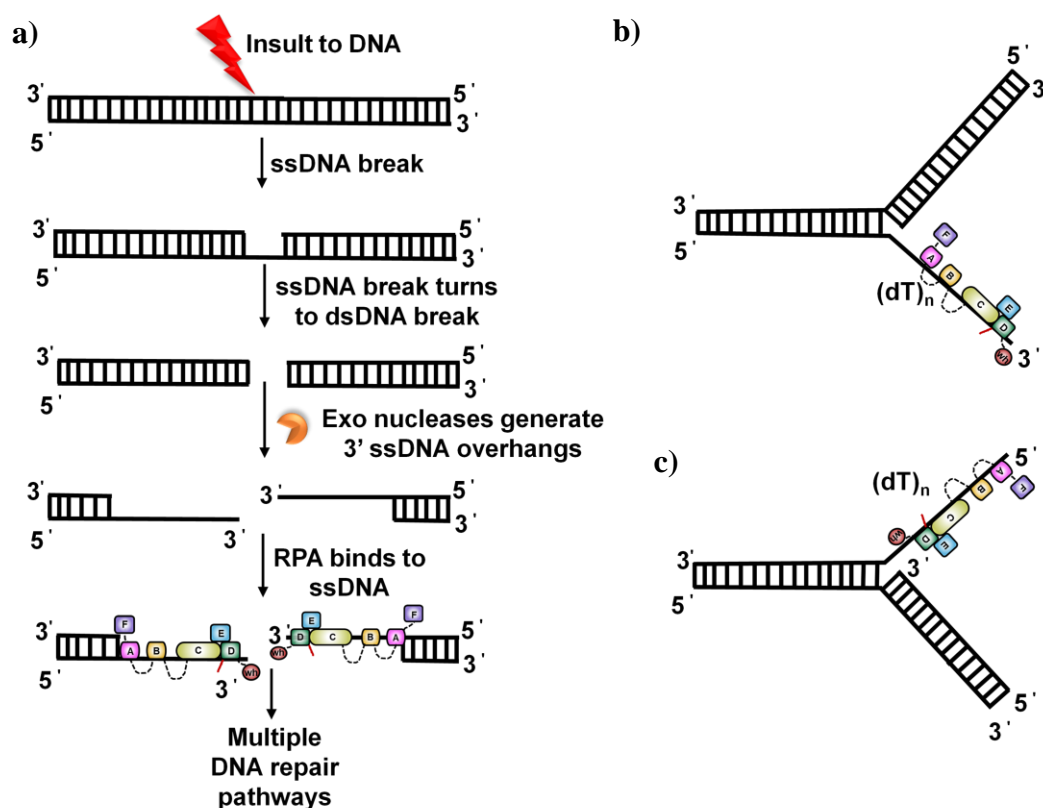 a)
Insult to DNA
3'
5'
5'
3'
ssDNA break
3'
5'
5'
3'
ssDNA break turns
to dsDNA break
3'
5'
5'
3'
Exo nucleases generate
3' ssDNA overhangs
3'
3'
5'
5'
3'
3'
RPA binds to
ssDNA
3'
F
A
B
C
E
D
wh
5'
3'
3'
E
D
C
B
A
F
wh
5'
3'
Multiple
DNA repair
pathways
b)
5'
3
3'
5'
F
A
B
(dT)n
C
E
D
wh
3'
c)
5'
(dT)n
A
F
B
C
wh
D
E
3'
3'
5'
5'
3'